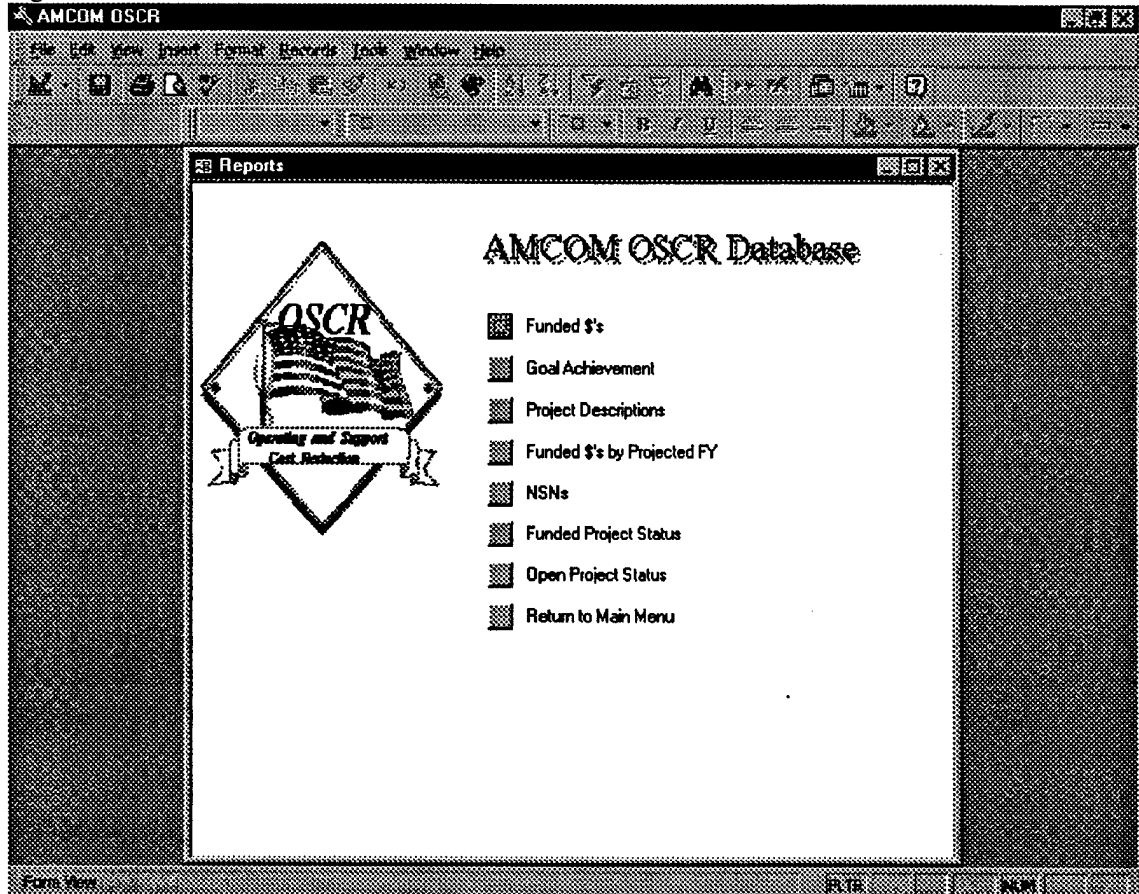 AMCOM OSCR
File Edit View Insert Format Records Tools Window Help
B I U
Reports
AMCOM OSCR Database
OSCR
Operating and Support
Cost Reduction
Funded $'s
Goal Achievement
Project Descriptions
Funded $'s by Projected FY
NSNs
Funded Project Status
Open Project Status
Return to Main Menu
Form View FLTR NUM